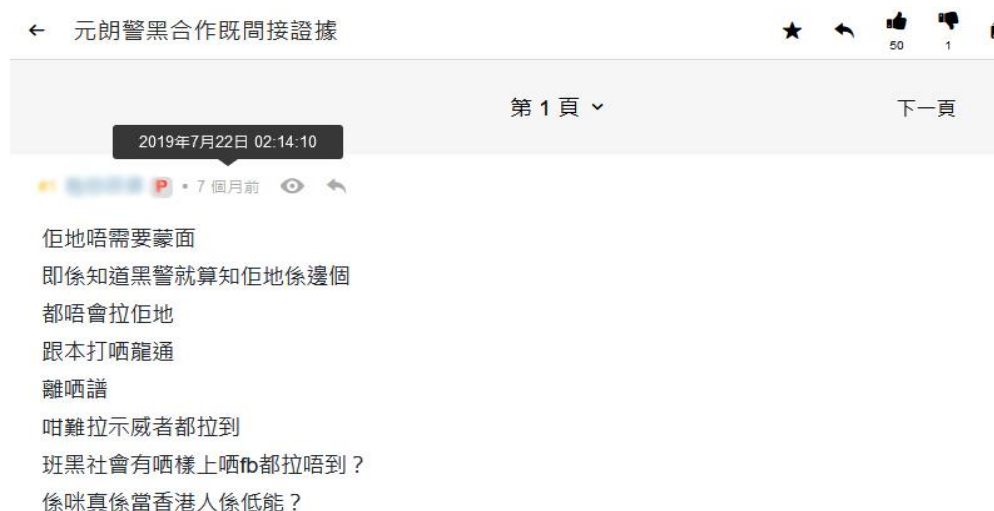 元朗警黑合作既間接證據
50
1
第 1 頁
下一頁
2019年7月22日 02:14:10
#1
P • 7 個月前
佢地唔需要蒙面
即係知道黑警就算知佢地係邊個
都唔會拉佢地
跟本打哂龍通
離哂譜
咁難拉示威者都拉到
班黑社會有哂樣上哂fb都拉唔到？
係咪真係當香港人係低能？